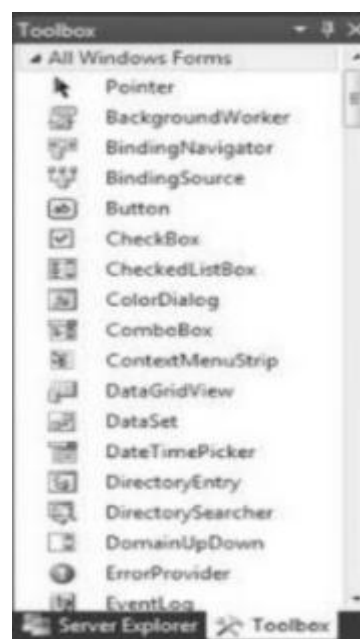 Toolbox
All Windows Forms
Pointer
BackgroundWorker
BindingNavigator
BindingSource
Button
CheckBox
CheckedListBox
ColorDialog
ComboBox
ContextMenuStrip
DataGridView
DataSet
DateTimePicker
DirectoryEntry
DirectorySearcher
DomainUpDown
ErrorProvider
EventLog
Server Explorer Toolbox